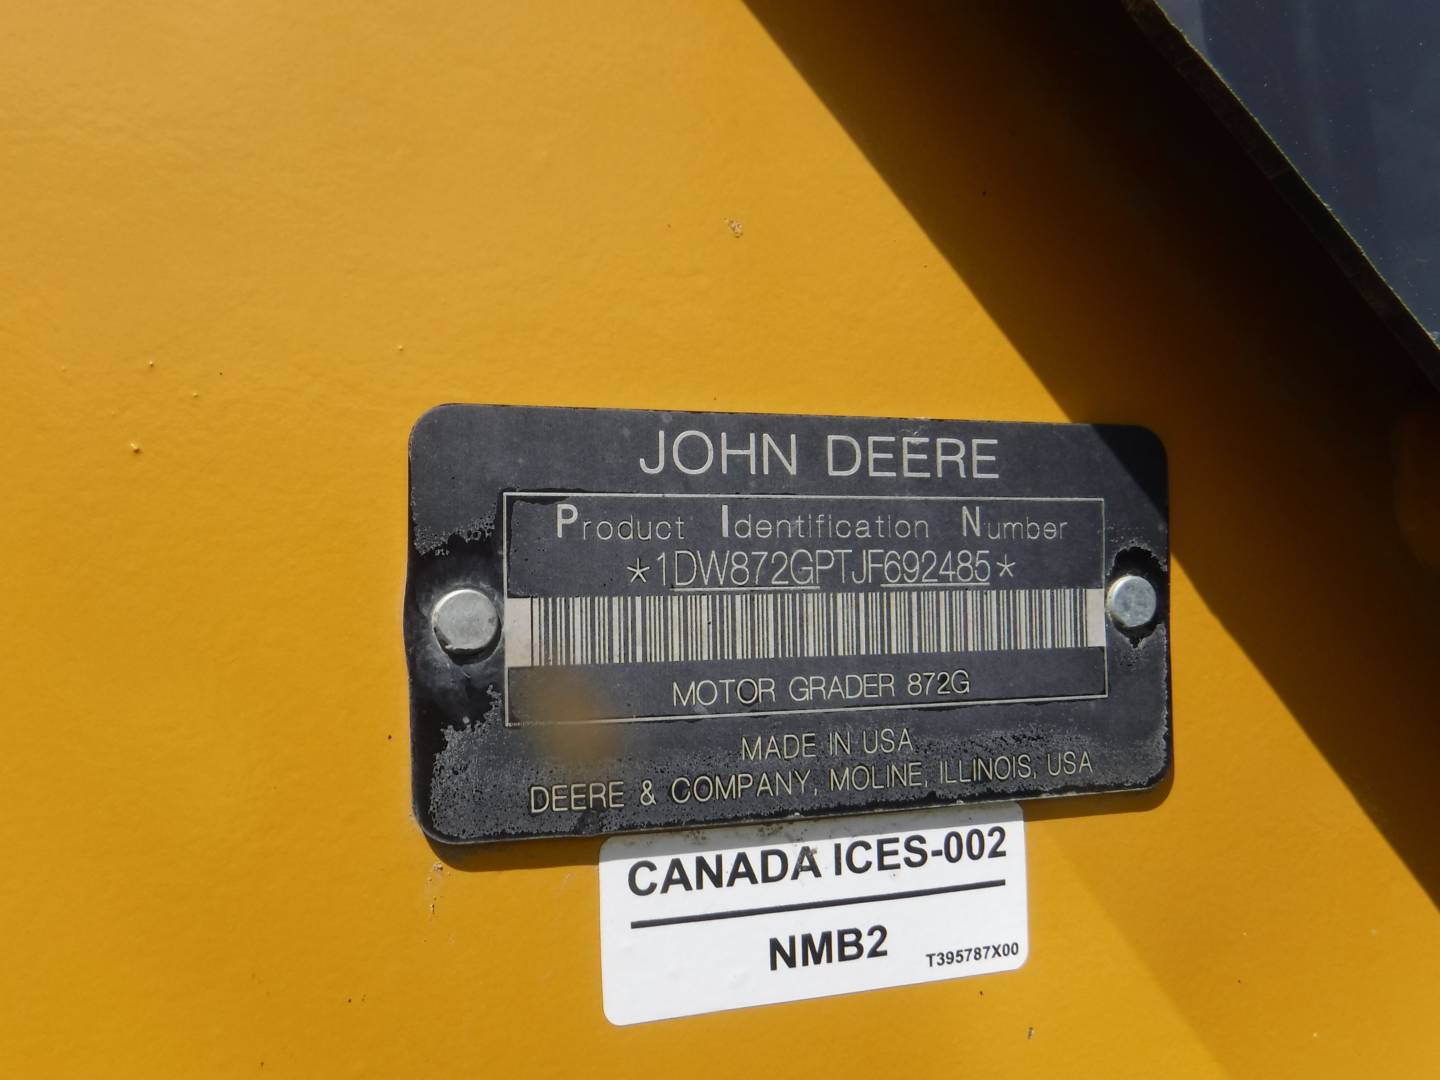 JOHN DEERE
Product Identification Number
*1DW872GPTJF692485*
MOTOR GRADER 872G
MADE IN USA
DEERE & COMPANY, MOLINE, ILLINOIS, USA
CANADA ICES-002
NMB2
T395787X00